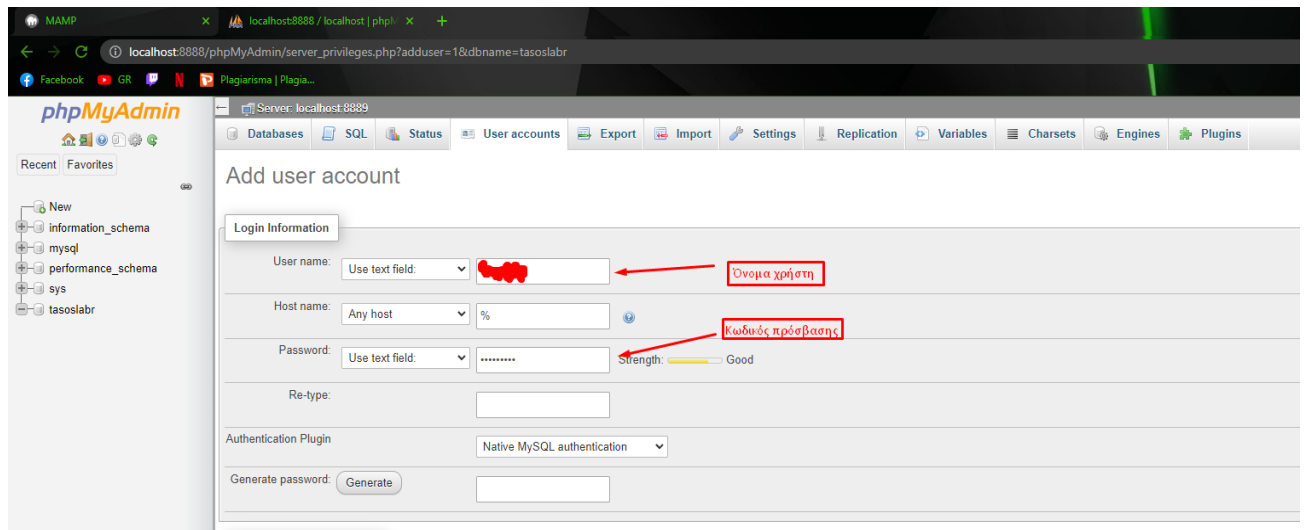 MAMP
localhost:8888 / localhost | phpM
localhost:8888/phpMyAdmin/server_privileges.php?adduser=1&dbname=tasoslabr
Facebook GR Plagiarisma | Plagia...
phpMyAdmin
Server: localhost:8889
Databases SQL Status User accounts Export Import Settings Replication Variables Charsets Engines Plugins
Recent Favorites
New
information_schema
mysql
performance_schema
sys
tasoslabr
Add user account
Login Information
User name: Use text field: Όνομα χρήστη
Host name: Any host %
Κωδικός πρόσβασης
Password: Use text field: ········· Strength: Good
Re-type:
Authentication Plugin Native MySQL authentication
Generate password: Generate